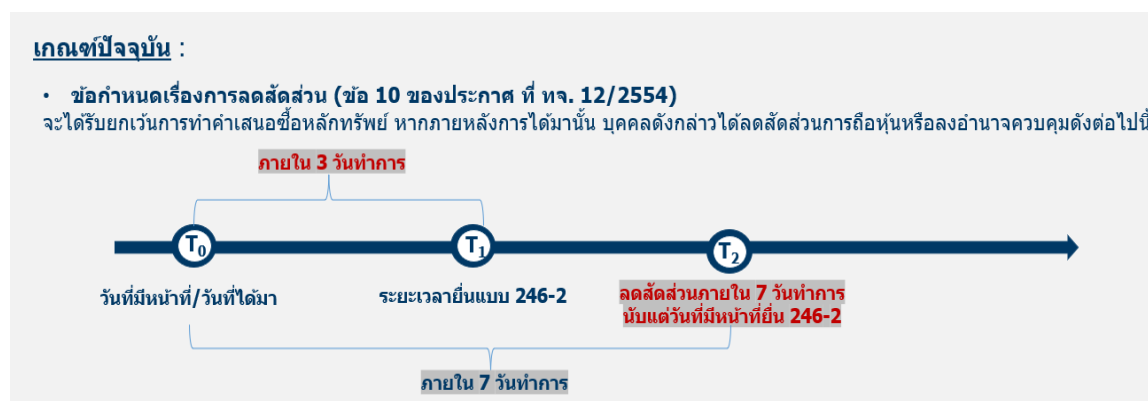 เกณฑ์ปัจจุบัน :
• ข้อกำหนดเรื่องการลดสัดส่วน (ข้อ 10 ของประกาศ ที่ ทจ. 12/2554)
จะได้รับยกเว้นการทำคำเสนอซื้อหลักทรัพย์ หากภายหลังการได้มานั้น บุคคลดังกล่าวได้ลดสัดส่วนการถือหุ้นหรือลงอำนาจควบคุมดังต่อไปนี้
ภายใน 3 วันทำการ
T0
T1
T2
วันที่มีหน้าที่/วันที่ได้มา
ระยะเวลายื่นแบบ 246-2
ลดสัดส่วนภายใน 7 วันทำการ
นับแต่วันที่มีหน้าที่ยื่น 246-2
ภายใน 7 วันทำการ